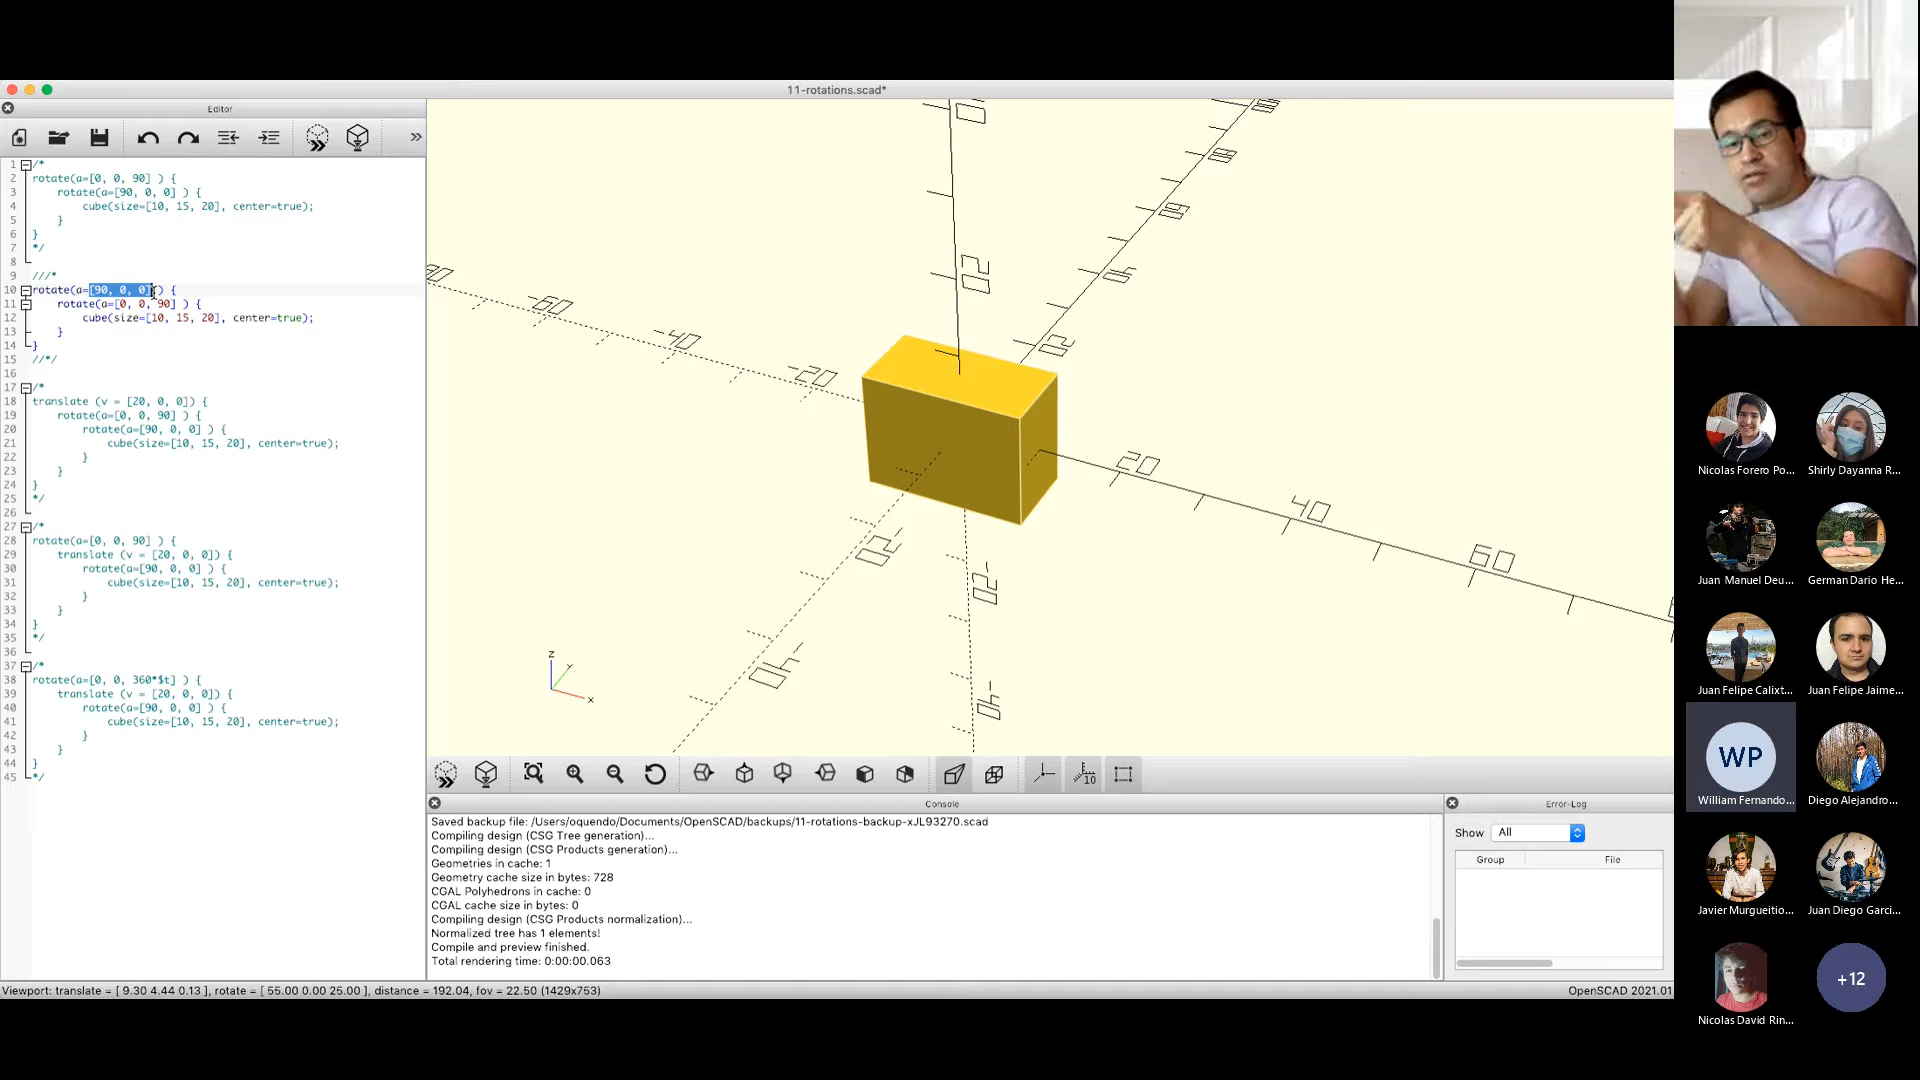 11-rotations.scad*
Editor
1 /*
2 rotate(a=[0, 0, 90] ) {
3 rotate(a=[90, 0, 0] ) {
4 cube(size=[10, 15, 20], center=true);
5 }
6 }
7 */
8
9 ///*
10 rotate(a=[90, 0, 0] ) {
11 rotate(a=[0, 0, 90] ) {
12 cube(size=[10, 15, 20], center=true);
13 }
14 }
15 //*/
16
17 /*
18 translate (v = [20, 0, 0]) {
19 rotate(a=[0, 0, 90] ) {
20 rotate(a=[90, 0, 0] ) {
21 cube(size=[10, 15, 20], center=true);
22 }
23 }
24 }
25 */
26
27 /*
28 rotate(a=[0, 0, 90] ) {
29 translate (v = [20, 0, 0]) {
30 rotate(a=[90, 0, 0] ) {
31 cube(size=[10, 15, 20], center=true);
32 }
33 }
34 }
35 */
36
37 /*
38 rotate(a=[0, 0, 360*$t] ) {
39 translate (v = [20, 0, 0]) {
40 rotate(a=[90, 0, 0] ) {
41 cube(size=[10, 15, 20], center=true);
42 }
43 }
44 }
45 */
20
-60
-40
20
40
60
-20
20
40
60
-20
-20
-40
-40
z
y
x
10
Console
Saved backup file: /Users/oquendo/Documents/OpenSCAD/backups/11-rotations-backup-xJL93270.scad
Compiling design (CSG Tree generation)...
Compiling design (CSG Products generation)...
Geometries in cache: 1
Geometry cache size in bytes: 728
CGAL Polyhedrons in cache: 0
CGAL cache size in bytes: 0
Compiling design (CSG Products normalization)...
Normalized tree has 1 elements!
Compile and preview finished.
Total rendering time: 0:00:00.063
Error-Log
Show All
Group File
Viewport: translate = [ 9.30 4.44 0.13 ], rotate = [ 55.00 0.00 25.00 ], distance = 192.04, fov = 22.50 (1429x753)
OpenSCAD 2021.01
Nicolas Forero Po...
Shirly Dayanna R...
Juan Manuel Deu...
German Dario He...
Juan Felipe Calixt...
Juan Felipe Jaime...
WP
William Fernando...
Diego Alejandro...
Javier Murgueitio...
Juan Diego Garci...
Nicolas David Rin...
+12